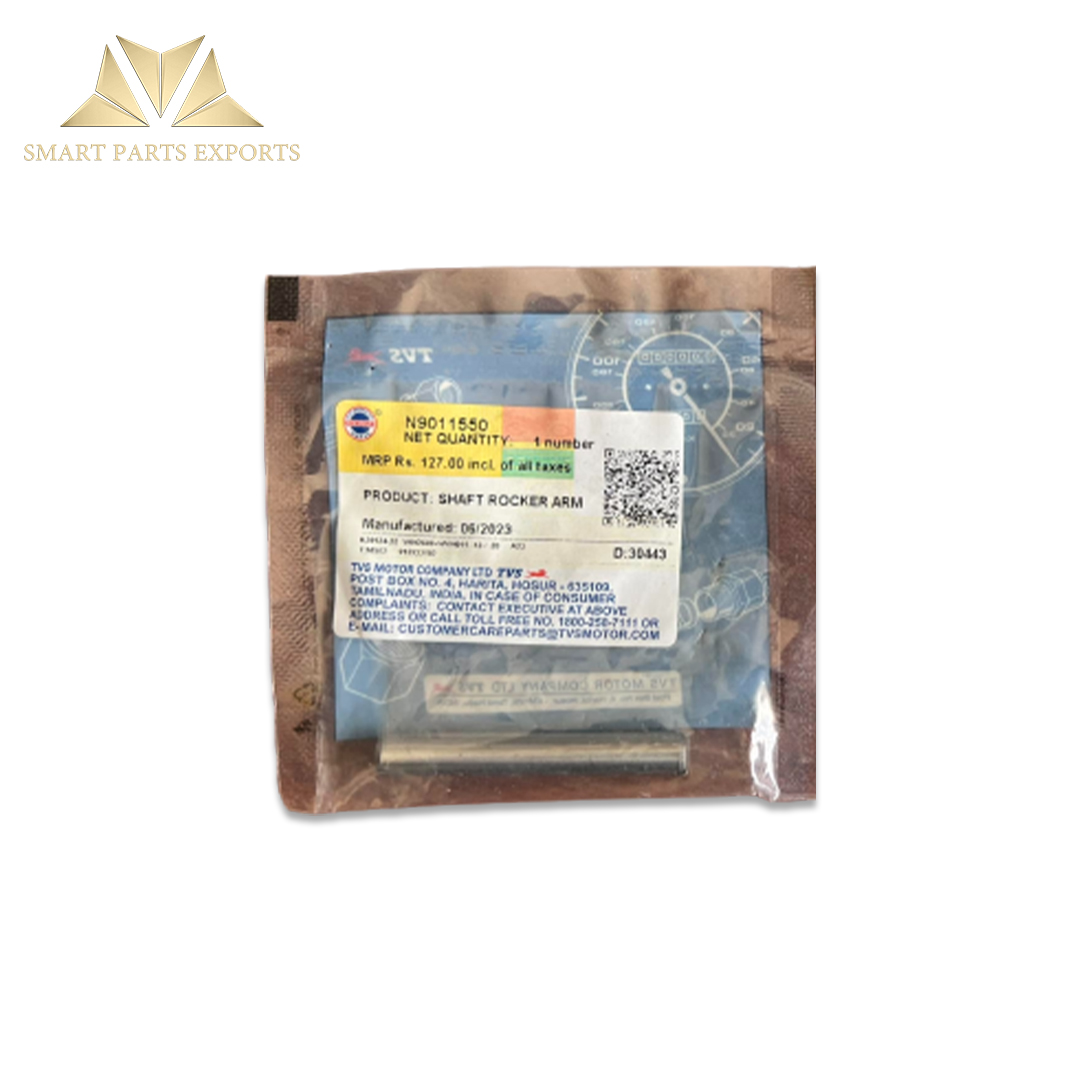 SMART PARTS EXPORTS
TVS
N9011550
NET QUANTITY: 1 number
MRP Rs. 127.00 incl. of all taxes
PRODUCT: SHAFT ROCKER ARM
Manufactured: 06/2023
D:30443
TVS MOTOR COMPANY LTD TVS
POST BOX NO. 4, HARITA, HOSUR - 635109,
TAMILNADU, INDIA, IN CASE OF CONSUMER
COMPLAINTS: CONTACT EXECUTIVE AT ABOVE
ADDRESS OR CALL TOLL FREE NO. 1800-258-7111 OR
E-MAIL: CUSTOMERCAREPARTS@TVSMOTOR.COM
TVS MOTOR COMPANY LTD TVS